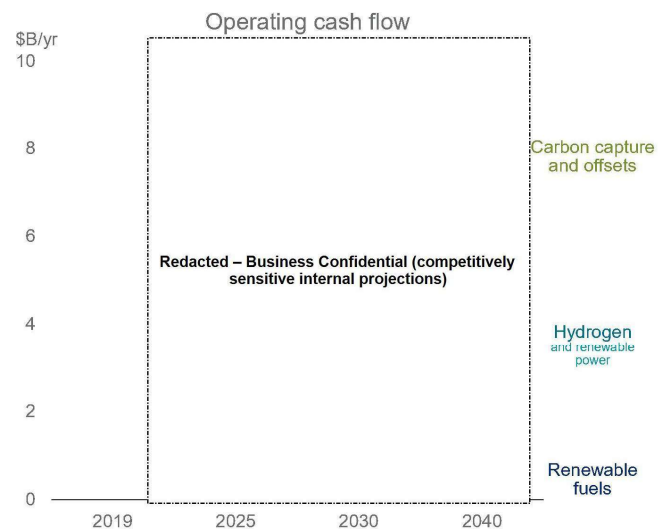 Operating cash flow
$B/yr
10
8
6
4
2
0
Redacted – Business Confidential (competitively
sensitive internal projections)
Carbon capture
and offsets
Hydrogen
and renewable
power
Renewable
fuels
2019 2025 2030 2040